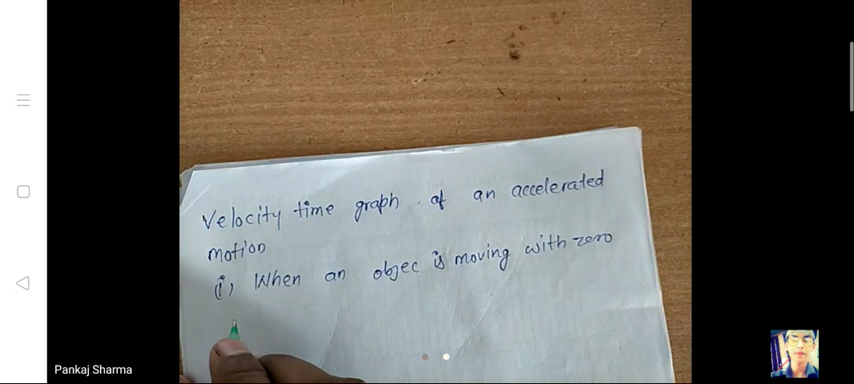 Velocity time graph of an accelerated
motion
(i) When an objec is moving with zero
Pankaj Sharma